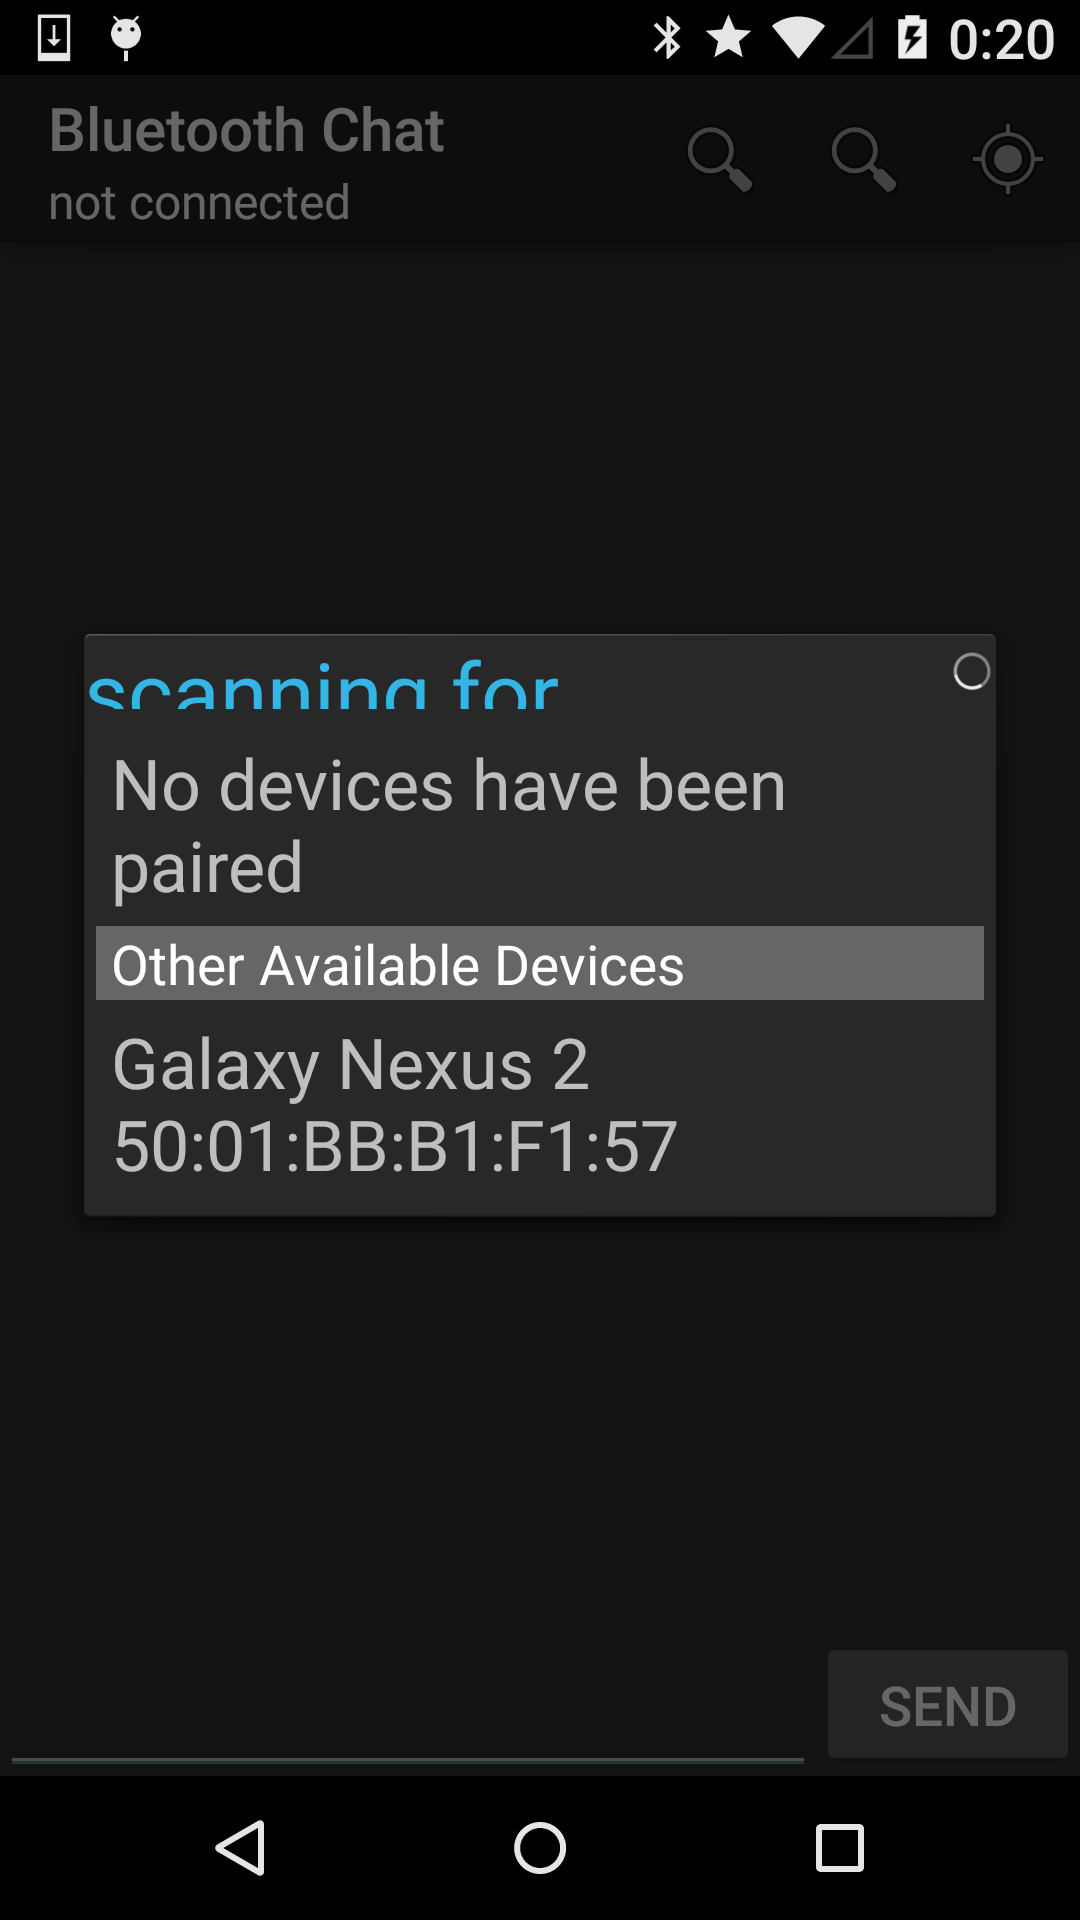 0:20
Bluetooth Chat
not connected
scanning for
No devices have been
paired
Other Available Devices
Galaxy Nexus 2
50:01:BB:B1:F1:57
SEND